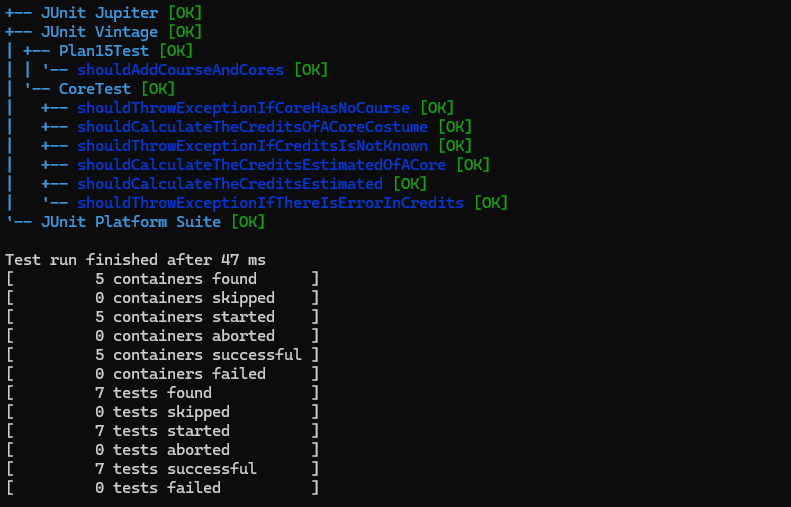 +-- JUnit Jupiter [OK]
+-- JUnit Vintage [OK]
| +-- Plan15Test [OK]
| | '-- shouldAddCourseAndCores [OK]
| '-- CoreTest [OK]
|   +-- shouldThrowExceptionIfCoreHasNoCourse [OK]
|   +-- shouldCalculateTheCreditsOfACoreCostume [OK]
|   +-- shouldThrowExceptionIfCreditsIsNotKnown [OK]
|   +-- shouldCalculateTheCreditsEstimatedOfACore [OK]
|   +-- shouldCalculateTheCreditsEstimated [OK]
|   '-- shouldThrowExceptionIfThereIsErrorInCredits [OK]
'-- JUnit Platform Suite [OK]

Test run finished after 47 ms
[         5 containers found      ]
[         0 containers skipped    ]
[         5 containers started    ]
[         0 containers aborted    ]
[         5 containers successful ]
[         0 containers failed     ]
[         7 tests found           ]
[         0 tests skipped         ]
[         7 tests started         ]
[         0 tests aborted         ]
[         7 tests successful      ]
[         0 tests failed          ]